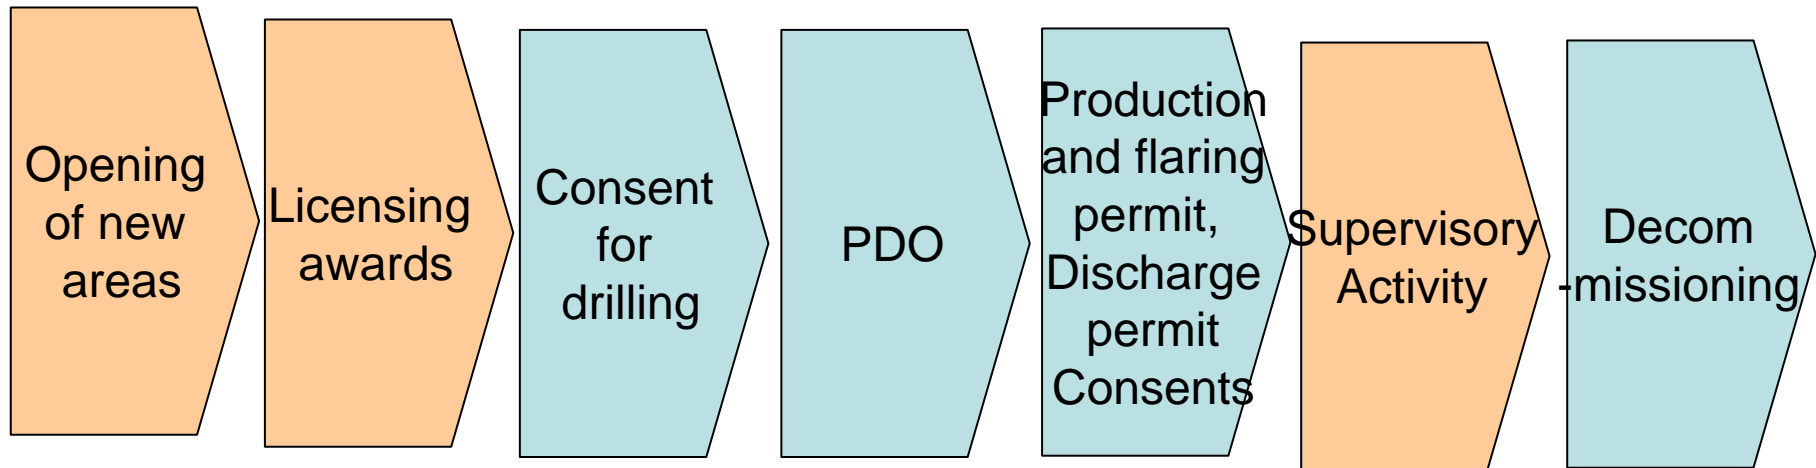 Opening
of new
areas
Licensing
awards
Consent
for
drilling
PDO
Production
and flaring
permit,
Discharge
permit
Consents
Supervisory
Activity
Decom
-missioning